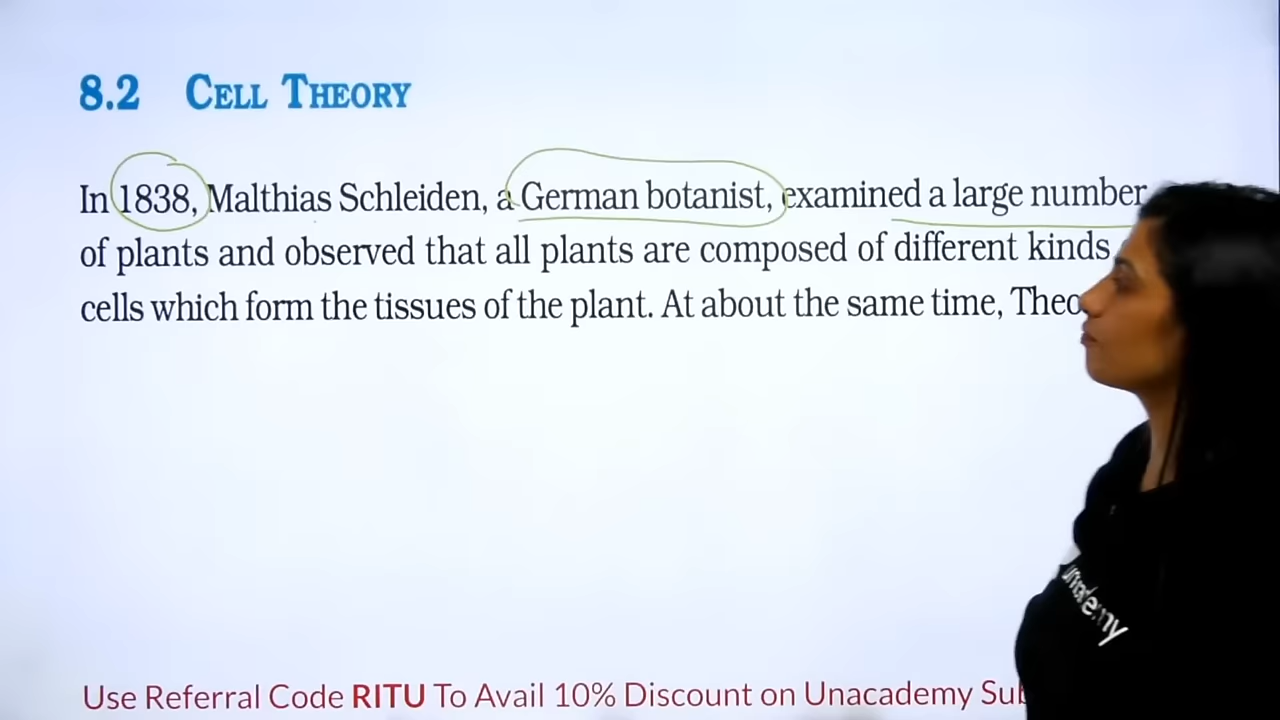 8.2 CELL THEORY
In 1838, Malthias Schleiden, a German botanist, examined a large number
of plants and observed that all plants are composed of different kinds
cells which form the tissues of the plant. At about the same time, Theo
unacademy
Use Referral Code RITU To Avail 10% Discount on Unacademy Sub